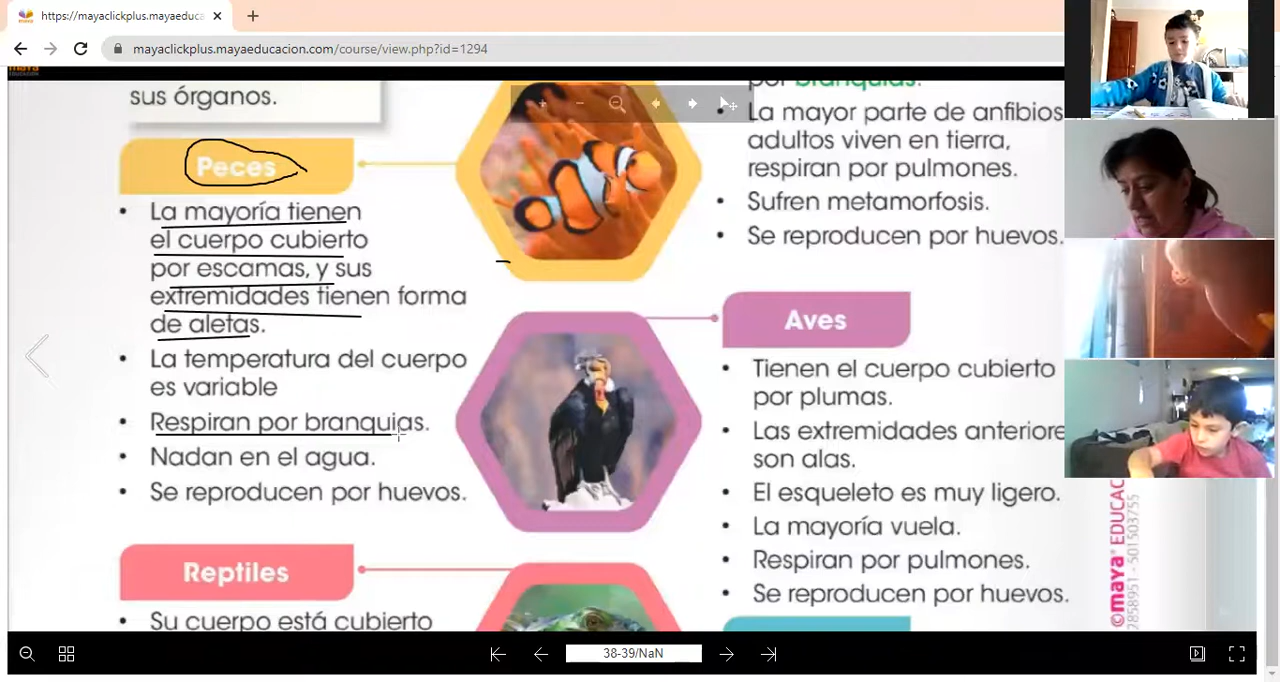 https://mayaclickplus.mayaeduca
mayaclickplus.mayaeducacion.com/course/view.php?id=1294
sus órganos.
Peces
La mayoría tienen
el cuerpo cubierto
por escamas, y sus
extremidades tienen forma
de aletas.
La temperatura del cuerpo
es variable
Respiran por branquias.
Nadan en el agua.
Se reproducen por huevos.
Reptiles
Su cuerpo está cubierto
por branquias.
La mayor parte de anfibios
adultos viven en tierra,
respiran por pulmones.
Sufren metamorfosis.
Se reproducen por huevos.
Aves
Tienen el cuerpo cubierto
por plumas.
Las extremidades anteriore
son alas.
El esqueleto es muy ligero.
La mayoría vuela.
Respiran por pulmones.
Se reproducen por huevos.
©maya EDUCAC
2858951 - 501503755
38-39/NaN